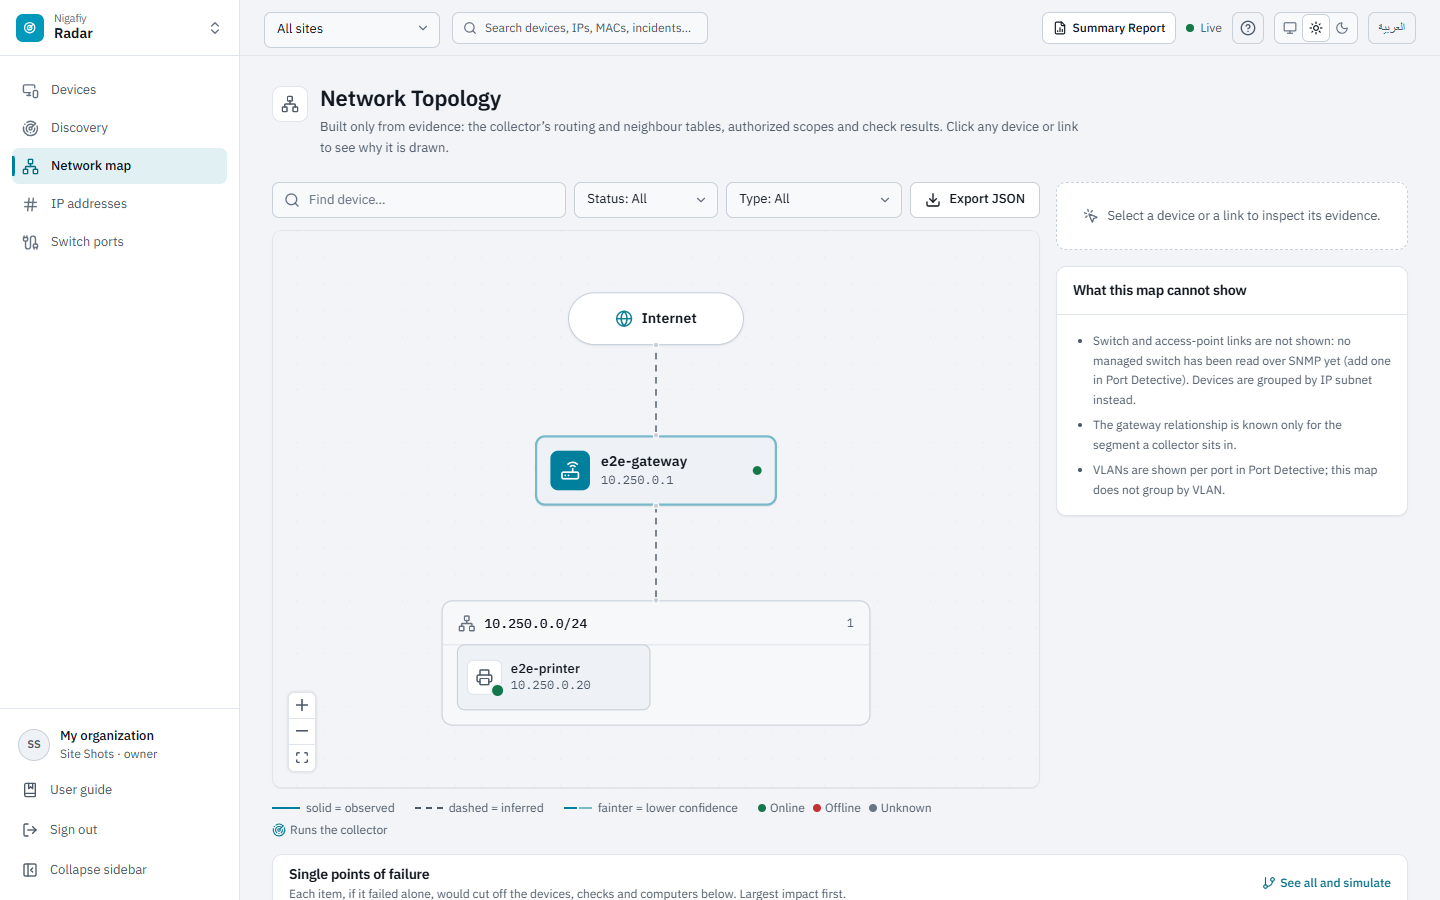 Nigafiy
Radar
All sites
Search devices, IPs, MACs, incidents...
Summary Report
Live
العربية
Devices
Discovery
Network map
IP addresses
Switch ports
Network Topology
Built only from evidence: the collector's routing and neighbour tables, authorized scopes and check results. Click any device or link
to see why it is drawn.
Find device...
Status: All
Type: All
Export JSON
Select a device or a link to inspect its evidence.
What this map cannot show
• Switch and access-point links are not shown: no
managed switch has been read over SNMP yet (add one
in Port Detective). Devices are grouped by IP subnet
instead.
• The gateway relationship is known only for the
segment a collector sits in.
• VLANs are shown per port in Port Detective; this map
does not group by VLAN.
Internet
e2e-gateway
10.250.0.1
10.250.0.0/24
1
e2e-printer
10.250.0.20
solid = observed
dashed = inferred
fainter = lower confidence
Online
Offline
Unknown
Runs the collector
Single points of failure
Each item, if it failed alone, would cut off the devices, checks and computers below. Largest impact first.
See all and simulate
SS
My organization
Site Shots · owner
User guide
Sign out
Collapse sidebar